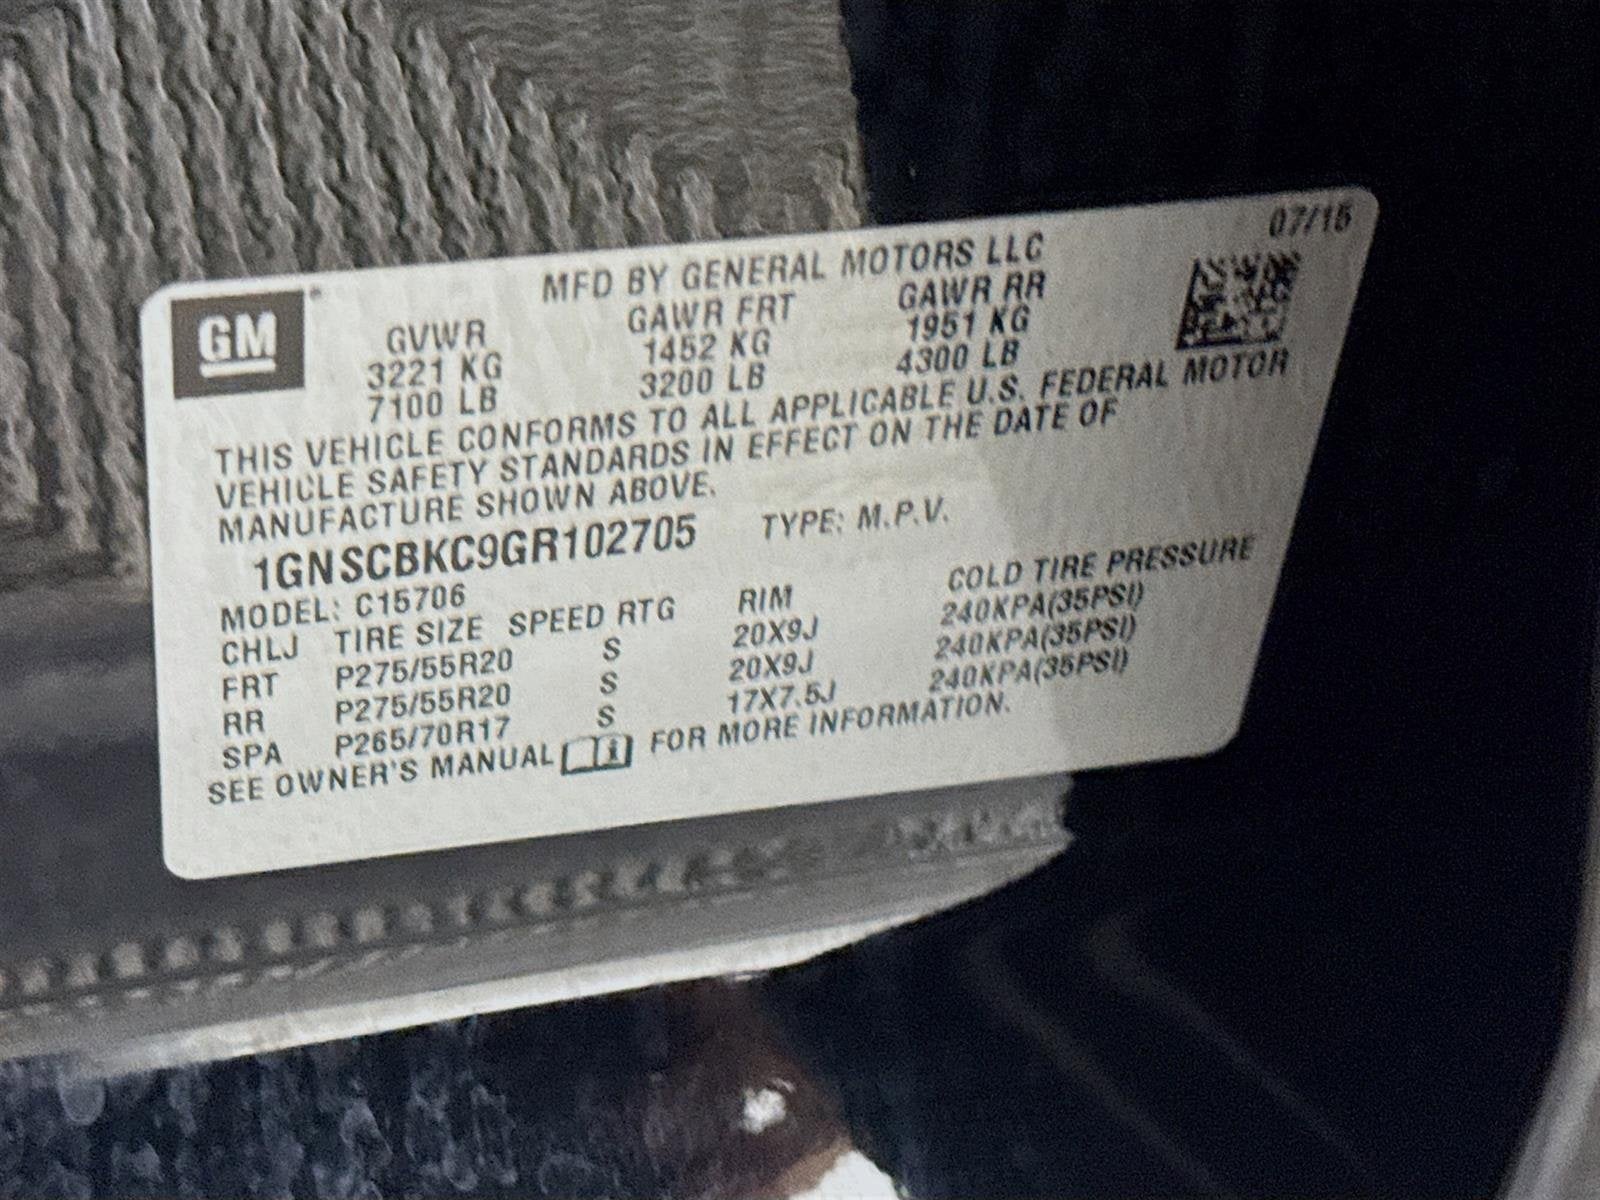 07/15
MFD BY GENERAL MOTORS LLC
GM
GVWR GAWR FRT GAWR RR
3221 KG 1452 KG 1951 KG
7100 LB 3200 LB 4300 LB
THIS VEHICLE CONFORMS TO ALL APPLICABLE U.S. FEDERAL MOTOR
VEHICLE SAFETY STANDARDS IN EFFECT ON THE DATE OF
MANUFACTURE SHOWN ABOVE.
1GNSCBKC9GR102705 TYPE: M.P.V.
MODEL: C15706
CHLJ TIRE SIZE SPEED RTG RIM COLD TIRE PRESSURE
FRT P275/55R20 S 20X9J 240KPA(35PSI)
RR P275/55R20 S 20X9J 240KPA(35PSI)
SPA P265/70R17 S 17X7.5J 240KPA(35PSI)
SEE OWNER'S MANUAL i FOR MORE INFORMATION.